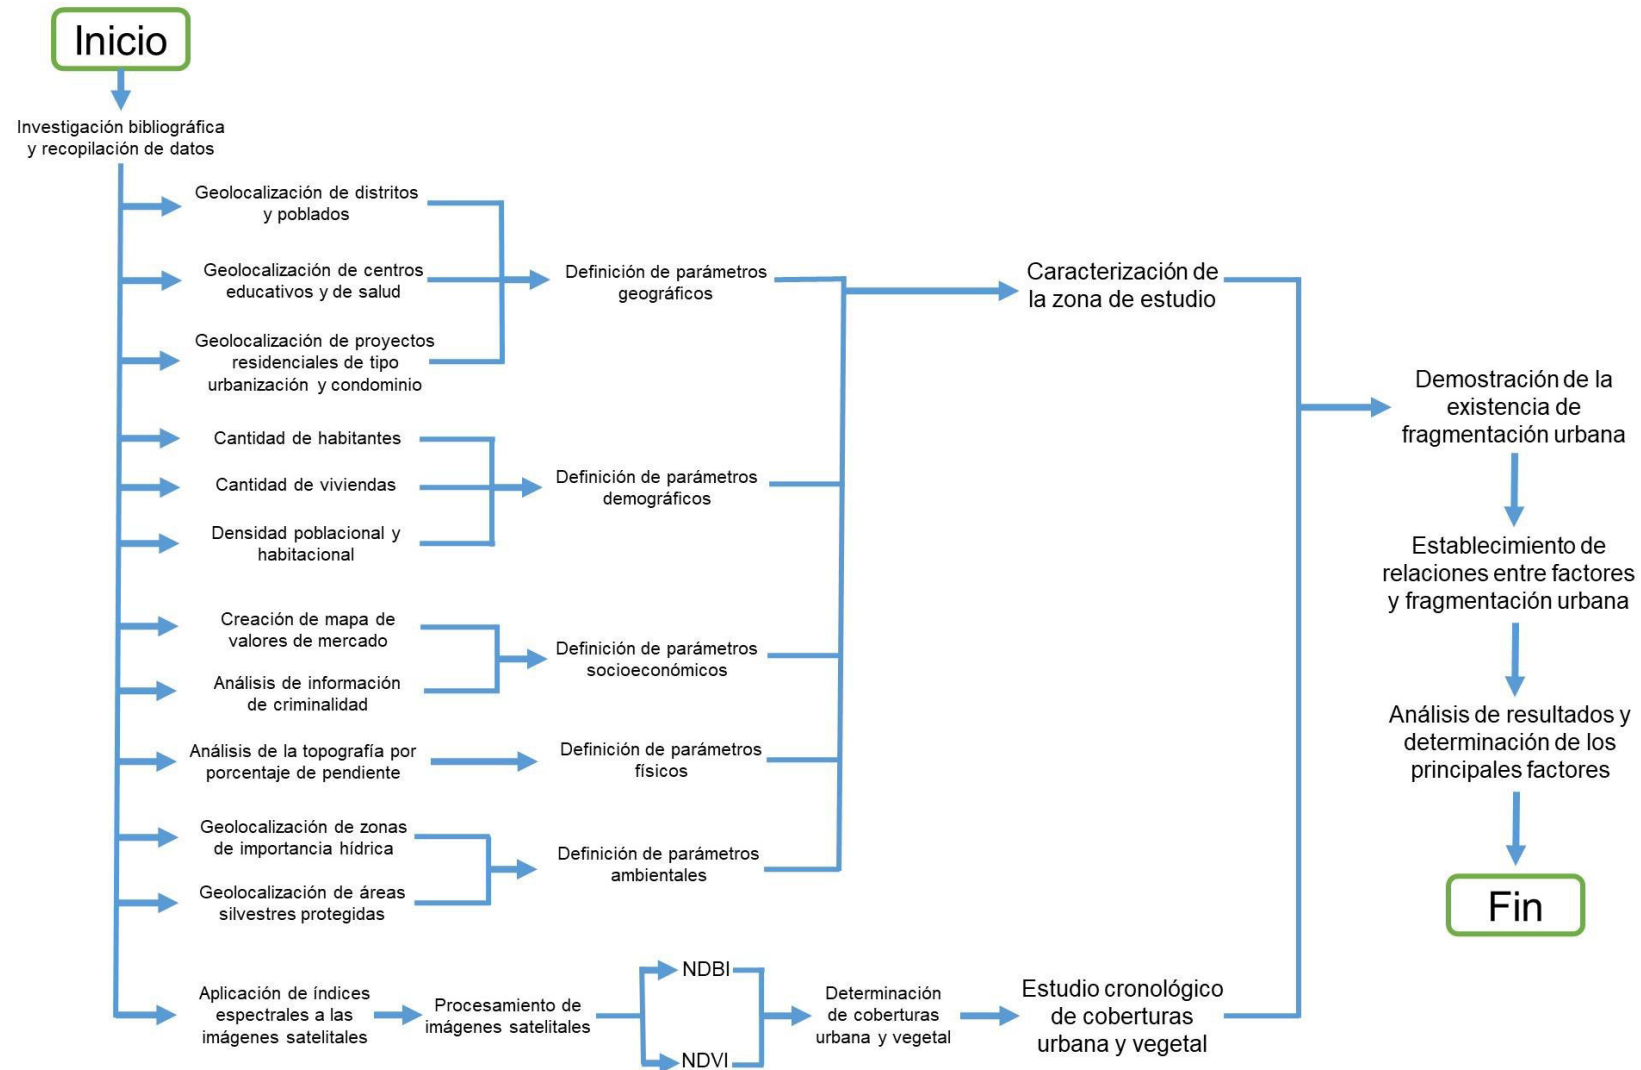 Inicio
Investigación bibliográfica
y recopilación de datos
Geolocalización de distritos
y poblados
Geolocalización de centros
educativos y de salud
Geolocalización de proyectos
residenciales de tipo
urbanización y condominio
Definición de parámetros
geográficos
Cantidad de habitantes
Cantidad de viviendas
Densidad poblacional y
habitacional
Definición de parámetros
demográficos
Creación de mapa de
valores de mercado
Análisis de información
de criminalidad
Definición de parámetros
socioeconómicos
Análisis de la topografía por
porcentaje de pendiente
Definición de parámetros
físicos
Geolocalización de zonas
de importancia hídrica
Geolocalización de áreas
silvestres protegidas
Definición de parámetros
ambientales
Caracterización de
la zona de estudio
Aplicación de índices
espectrales a las
imágenes satelitales
Procesamiento de
imágenes satelitales
NDBI
NDVI
Determinación
de coberturas
urbana y vegetal
Estudio cronológico
de coberturas
urbana y vegetal
Demostración de la
existencia de
fragmentación urbana
Establecimiento de
relaciones entre factores
y fragmentación urbana
Análisis de resultados y
determinación de los
principales factores
Fin